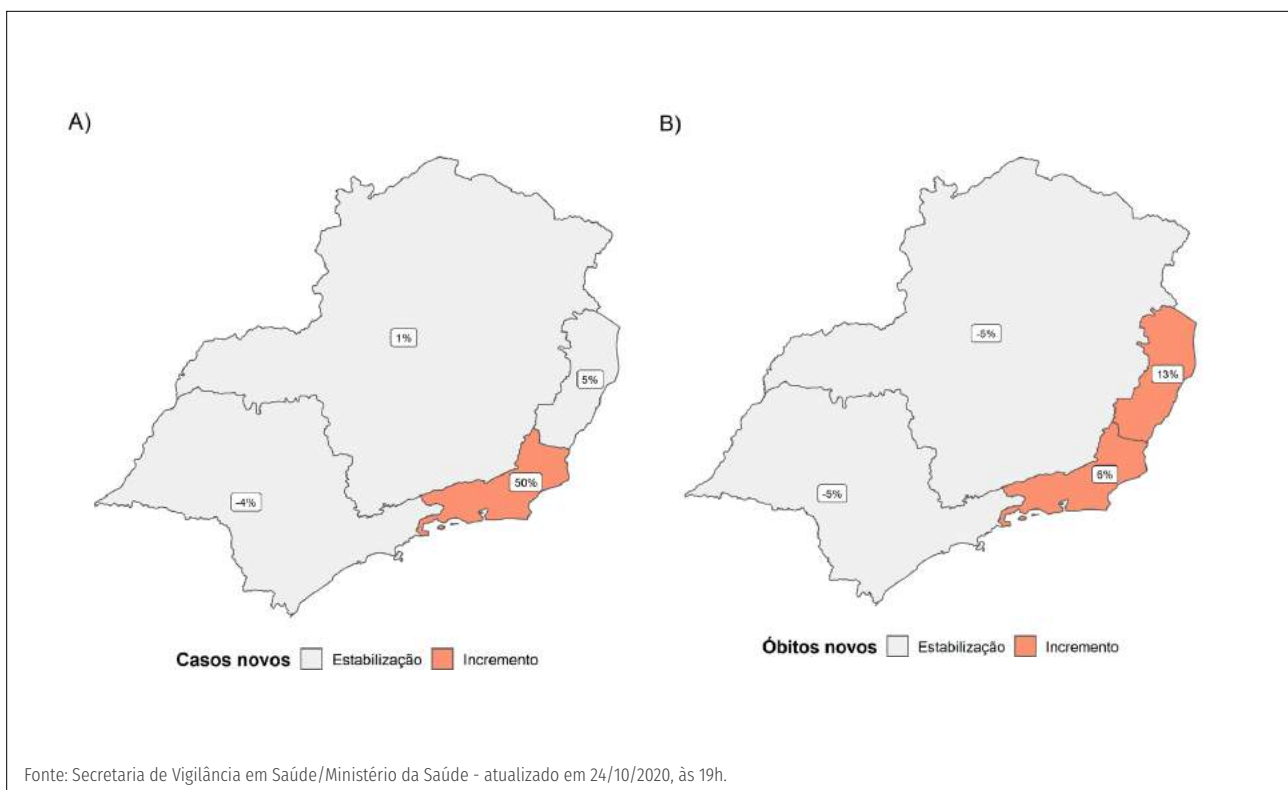 A)
1%
5%
50%
-4%
Casos novos Estabilização Incremento
B)
-5%
13%
6%
-5%
Óbitos novos Estabilização Incremento
Fonte: Secretaria de Vigilância em Saúde/Ministério da Saúde - atualizado em 24/10/2020, às 19h.